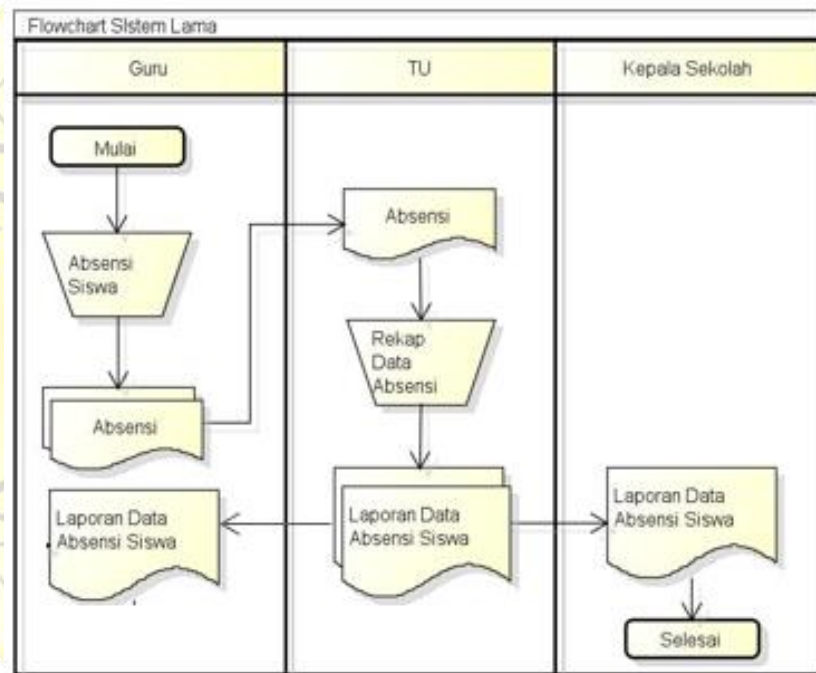 Flowchart SIstem Lama
Guru
TU
Kepala Sekolah
Mulai
Absensi
Siswa
Absensi
Laporan Data
Absensi Siswa
Absensi
Rekap
Data
Absensi
Laporan Data
Absensi Siswa
Laporan Data
Absensi Siswa
Selesai